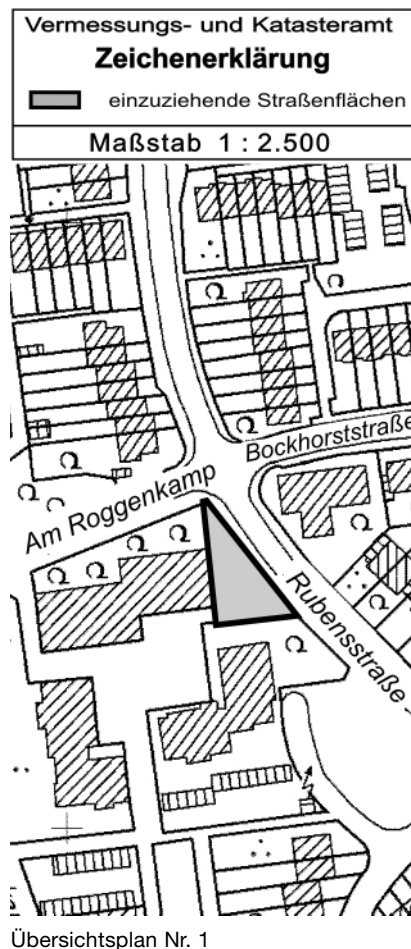 Vermessungs- und Katasteramt
Zeichenerklärung
einzuziehende Straßenflächen
Maßstab 1 : 2.500
Bockhorststraße
Am Roggenkamp
Rubensstraße
Übersichtsplan Nr. 1